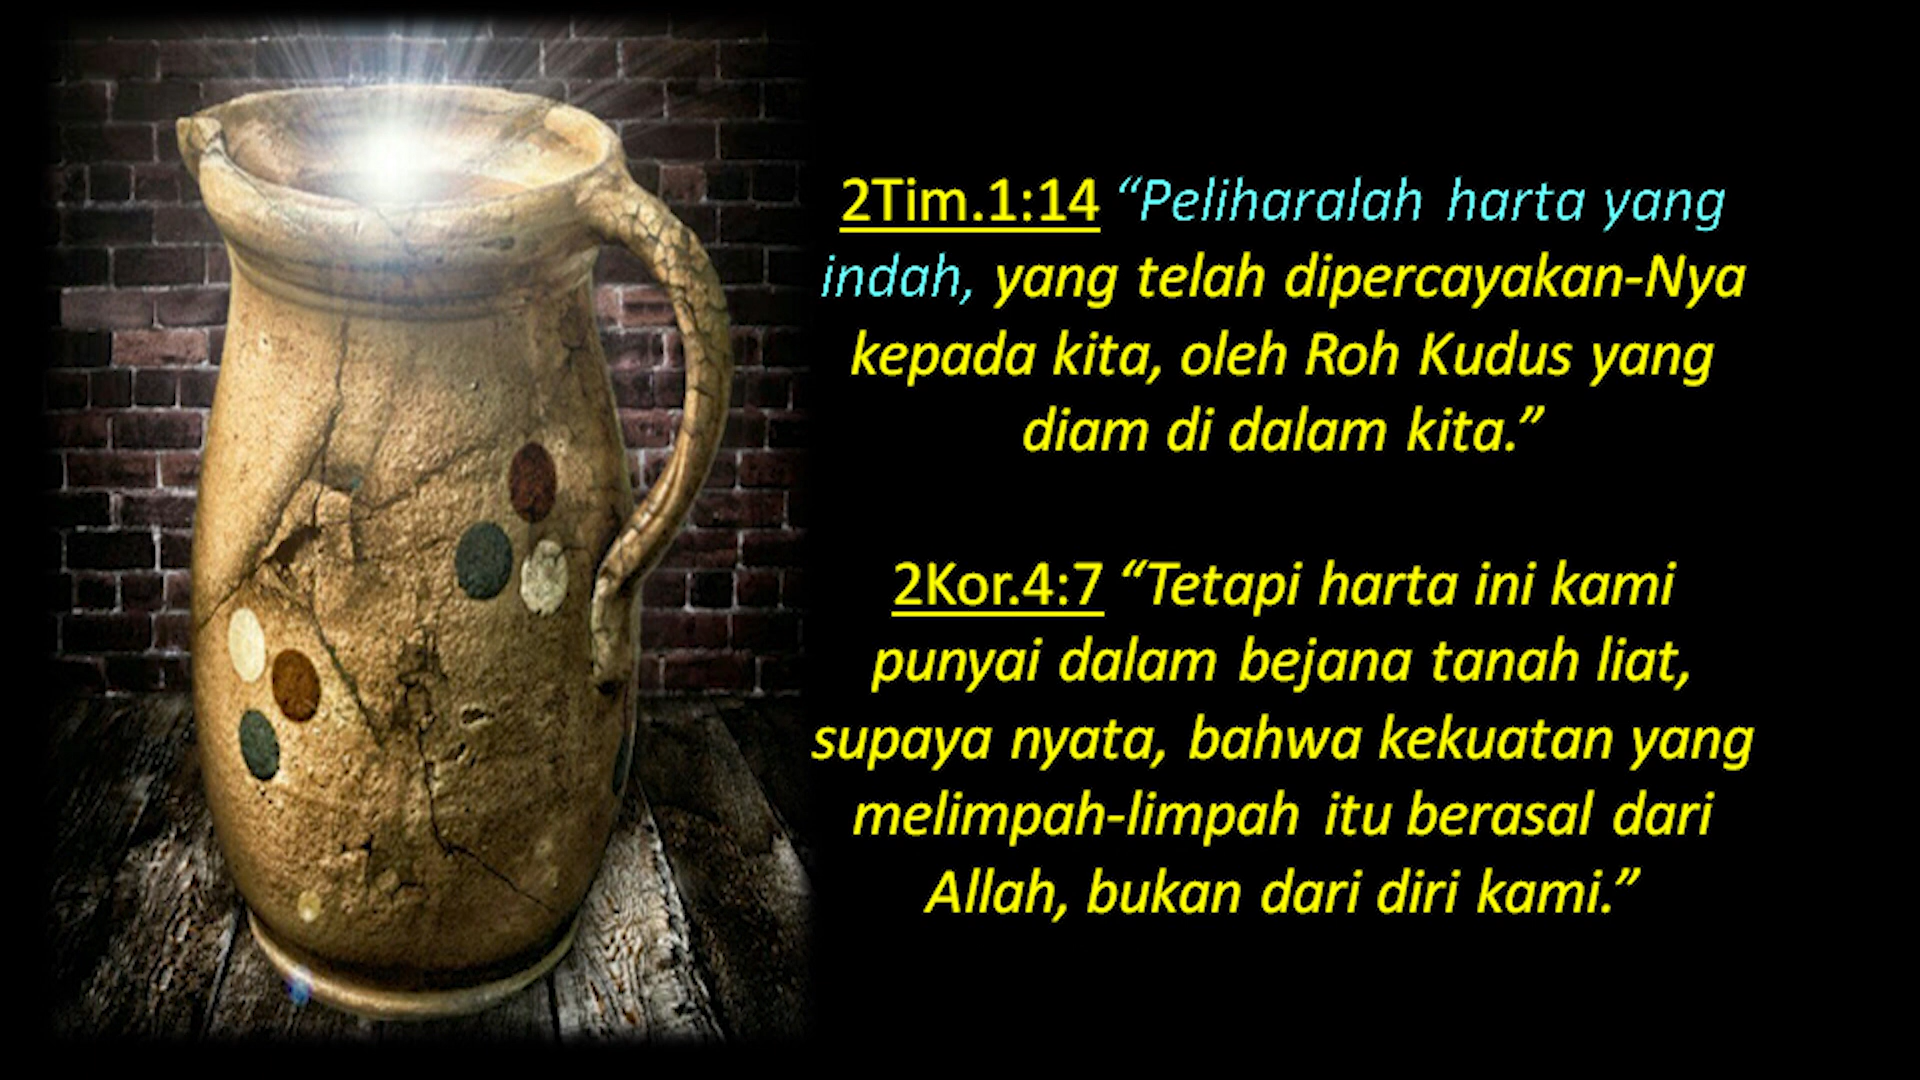 2Tim.1:14 “Peliharalah harta yang
indah, yang telah dipercayakan-Nya
kepada kita, oleh Roh Kudus yang
diam di dalam kita.”
2Kor.4:7 “Tetapi harta ini kami
punyai dalam bejana tanah liat,
supaya nyata, bahwa kekuatan yang
melimpah-limpah itu berasal dari
Allah, bukan dari diri kami.”